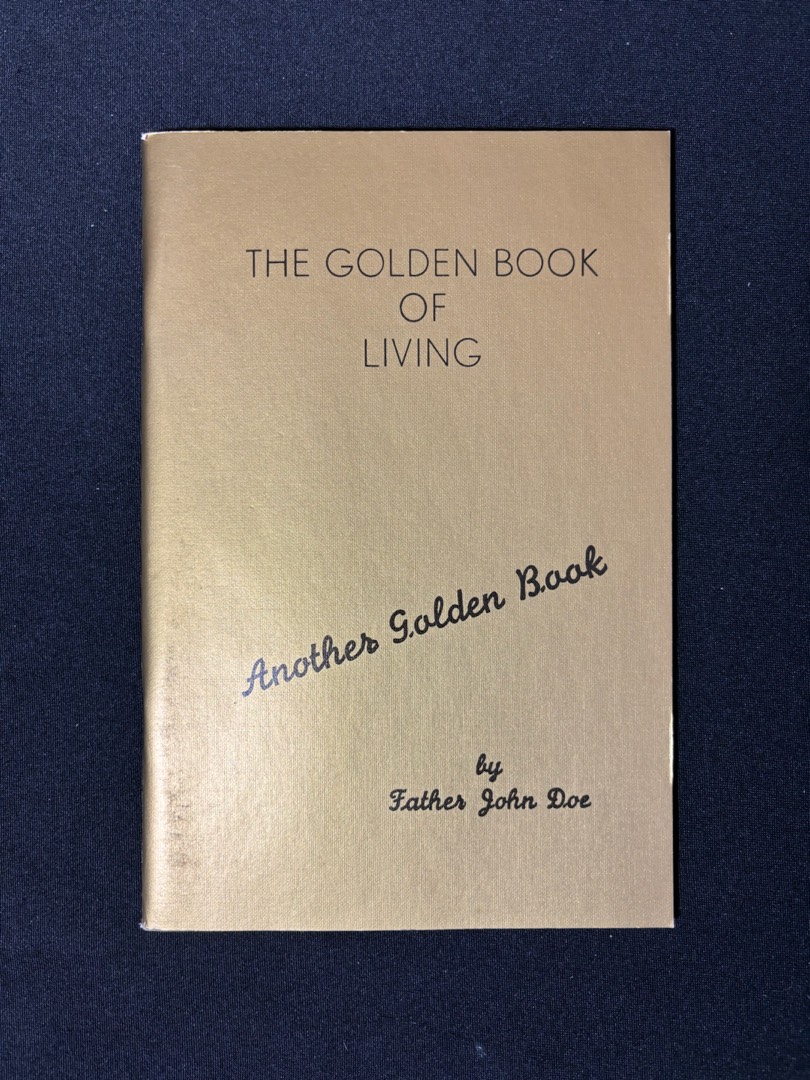 THE GOLDEN BOOK
OF
LIVING
Another Golden Book
by
Father John Doe